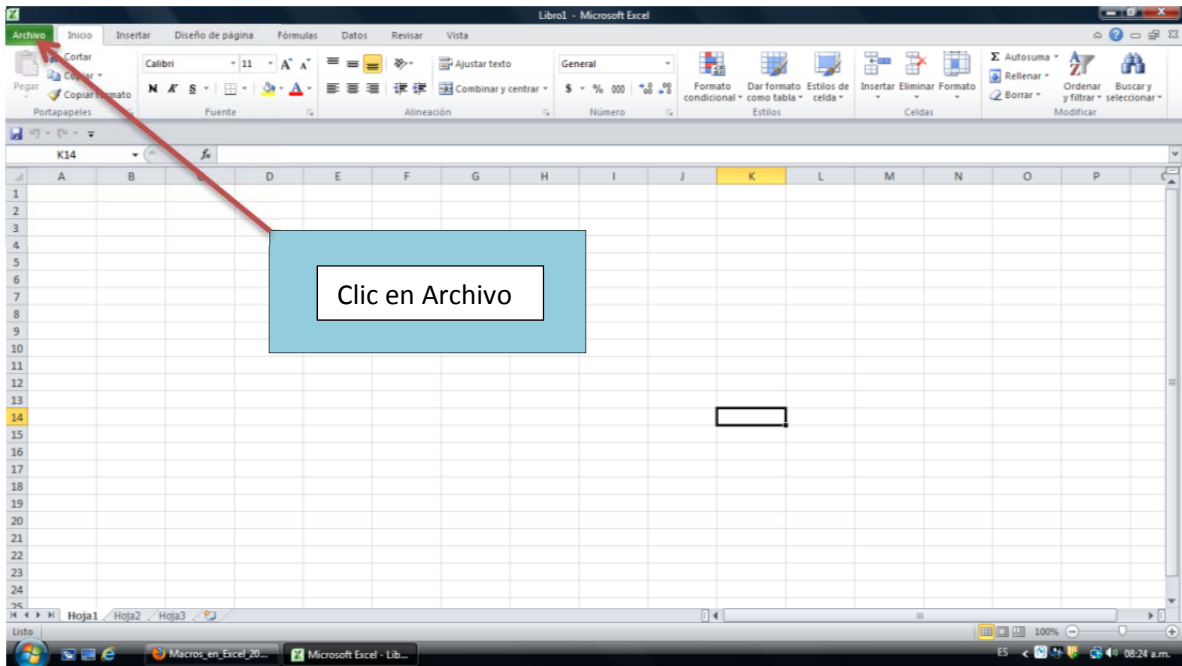 Libro1 - Microsoft Excel
Archivo Inicio Insertar Diseño de página Fórmulas Datos Revisar Vista
Pegar
Cortar
Copiar
Copiar formato
Portapapeles
Calibri 11
N K S
Fuente
Ajustar texto
Combinar y centrar
Alineación
General
$ % 000
Número
Formato condicional
Dar formato como tabla
Estilos de celda
Estilos
Insertar Eliminar Formato
Celdas
Σ Autosuma
Rellenar
Borrar
Ordenar y filtrar
Buscar y seleccionar
Modificar
K14 fx
A B C D E F G H I J K L M N O P
1
2
3
4
5
6
7
8
9
10
11
12
13
14
15
16
17
18
19
20
21
22
23
24
25
Clic en Archivo
Hoja1 Hoja2 Hoja3
Listo 100%
Macros_en_Excel_20... Microsoft Excel - Lib... ES 08:24 a.m.